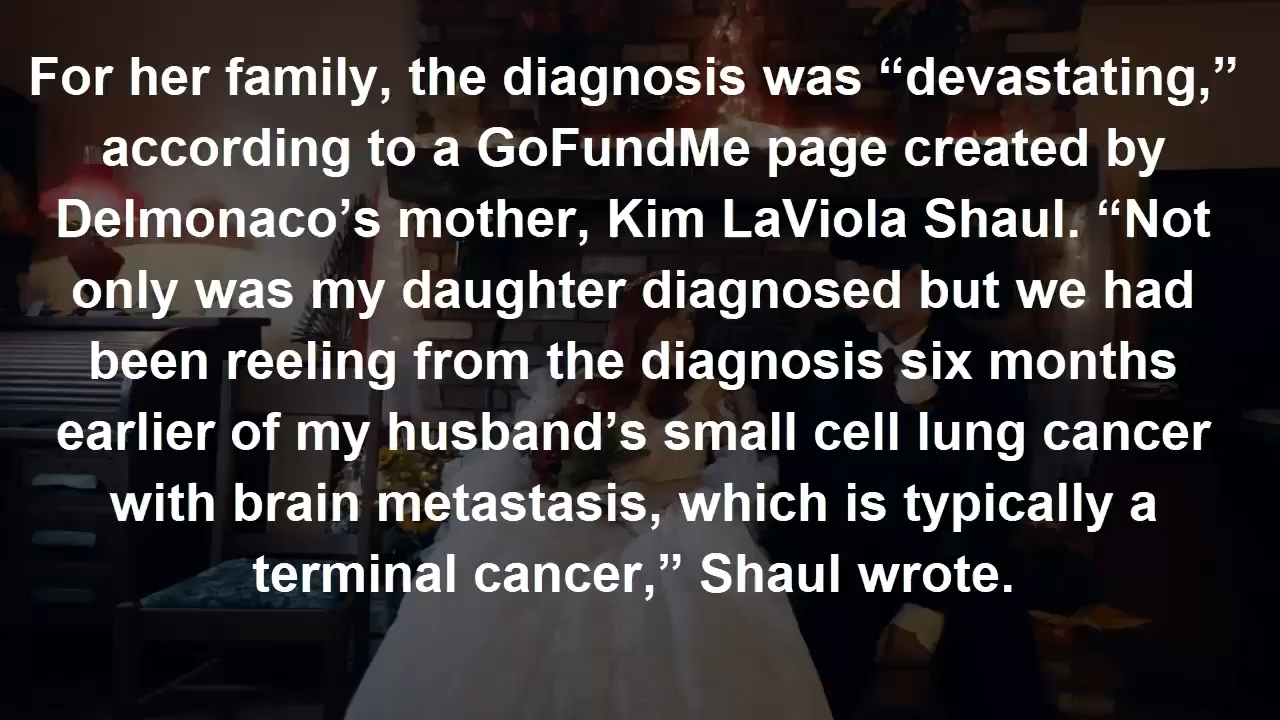 For her family, the diagnosis was “devastating,”
according to a GoFundMe page created by
Delmonaco’s mother, Kim LaViola Shaul. “Not
only was my daughter diagnosed but we had
been reeling from the diagnosis six months
earlier of my husband’s small cell lung cancer
with brain metastasis, which is typically a
terminal cancer,” Shaul wrote.